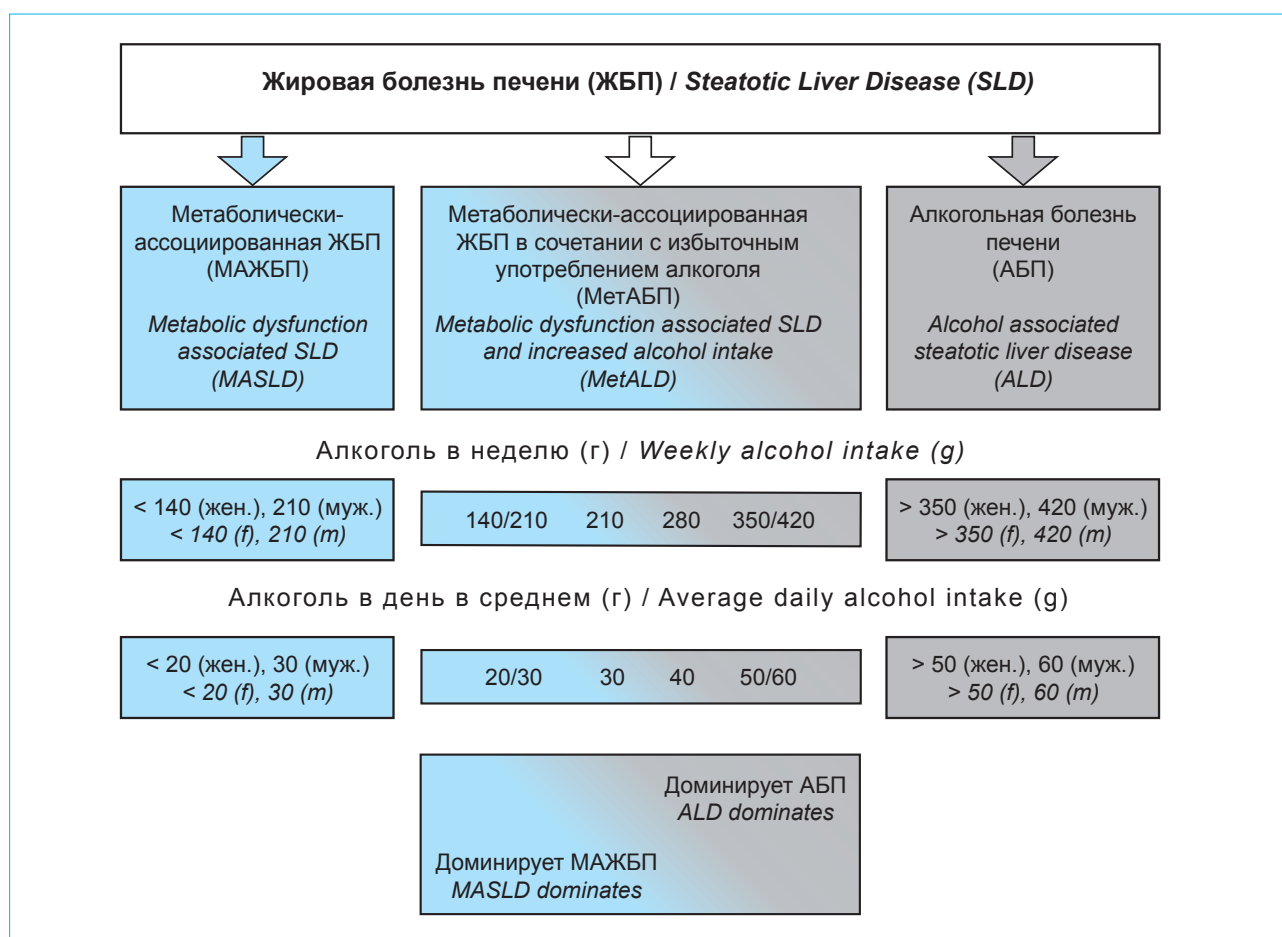 Жировая болезнь печени (ЖБП) / Steatotic Liver Disease (SLD)
Метаболически-
ассоциированная ЖБП
(МАЖБП)
Metabolic dysfunction
associated SLD
(MASLD)
Метаболически-ассоциированная
ЖБП в сочетании с избыточным
употреблением алкоголя
(МетАБП)
Metabolic dysfunction associated SLD
and increased alcohol intake
(MetALD)
Алкогольная болезнь
печени
(АБП)
Alcohol associated
steatotic liver disease
(ALD)
Алкоголь в неделю (г) / Weekly alcohol intake (g)
< 140 (жен.), 210 (муж.)
< 140 (f), 210 (m)
140/210 210 280 350/420
> 350 (жен.), 420 (муж.)
> 350 (f), 420 (m)
Алкоголь в день в среднем (г) / Average daily alcohol intake (g)
< 20 (жен.), 30 (муж.)
< 20 (f), 30 (m)
20/30 30 40 50/60
> 50 (жен.), 60 (муж.)
> 50 (f), 60 (m)
Доминирует АБП
ALD dominates
Доминирует МАЖБП
MASLD dominates